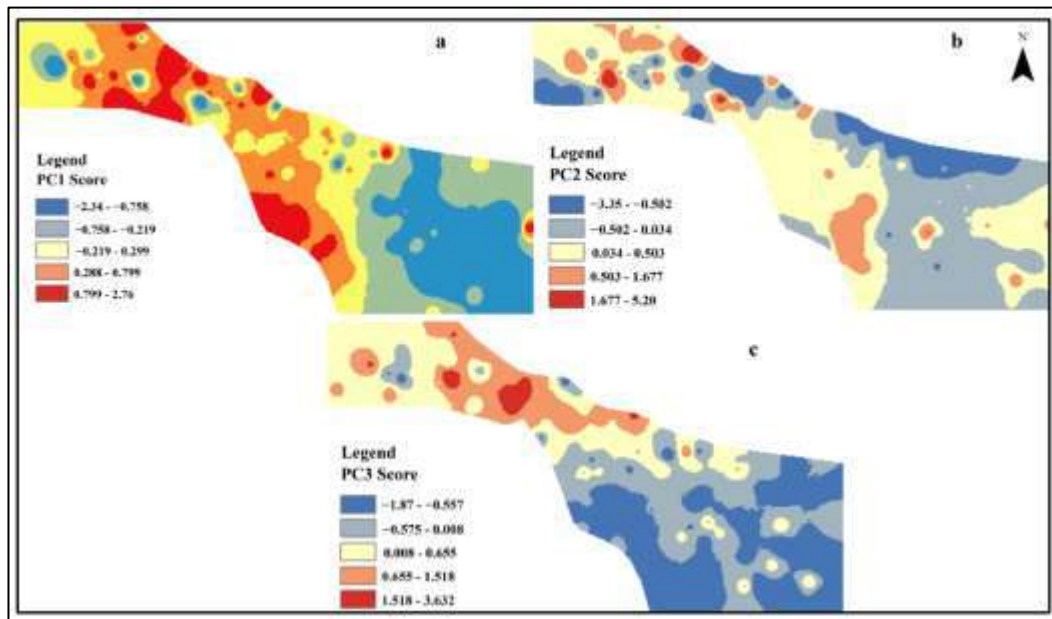 a
Legend
PC1 Score
−2.34 - −0.758
−0.758 - −0.219
−0.219 - 0.299
0.288 - 0.799
0.799 - 2.76
b
N
Legend
PC2 Score
−3.35 - −0.502
−0.502 - 0.034
0.034 - 0.503
0.503 - 1.677
1.677 - 5.20
c
Legend
PC3 Score
−1.87 - −0.557
−0.575 - 0.008
0.008 - 0.655
0.655 - 1.518
1.518 - 3.632